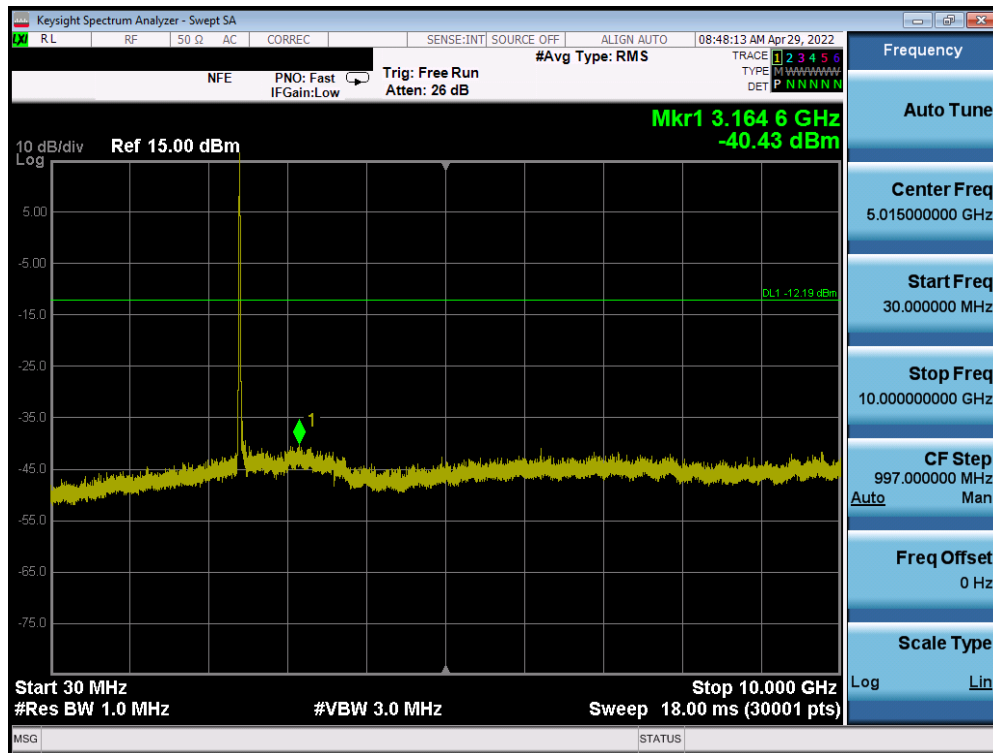 Keysight Spectrum Analyzer - Swept SA
LXI RL RF 50 Ω AC CORREC SENSE:INT SOURCE OFF ALIGN AUTO 08:48:13 AM Apr 29, 2022
#Avg Type: RMS
NFE PNO: Fast Trig: Free Run
IFGain:Low Atten: 26 dB
TRACE 1 2 3 4 5 6
TYPE M WWWWW
DET P N N N N N
Mkr1 3.164 6 GHz
-40.43 dBm
10 dB/div Ref 15.00 dBm
Log
5.00
-5.00
DL1 -12.19 dBm
-15.0
-25.0
-35.0
1
-45.0
-55.0
-65.0
-75.0
Start 30 MHz Stop 10.000 GHz
#Res BW 1.0 MHz #VBW 3.0 MHz Sweep 18.00 ms (30001 pts)
MSG STATUS
Frequency
Auto Tune
Center Freq
5.015000000 GHz
Start Freq
30.000000 MHz
Stop Freq
10.000000000 GHz
CF Step
997.000000 MHz
Auto Man
Freq Offset
0 Hz
Scale Type
Log Lin